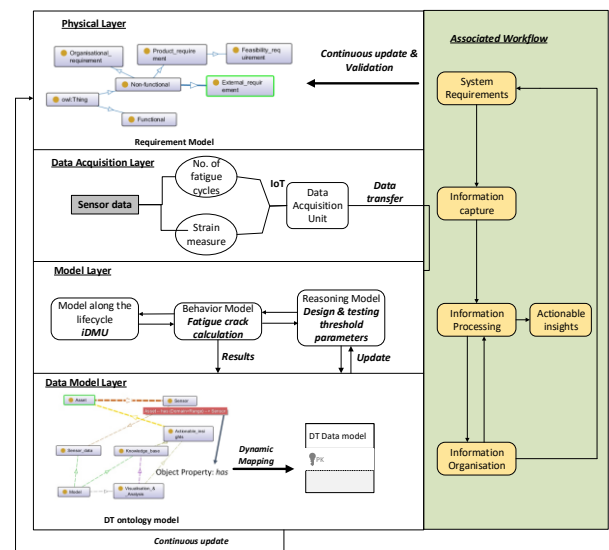 Physical Layer
Organisational_
requirement
Product_require
ment
Feasibility_req
uirement
Non-functional
External_requir
ement
owl:Thing
Functional
Requirement Model
Continuous update &
Validation
Data Acquisition Layer
Sensor data
No. of
fatigue
cycles
Strain
measure
IoT
Data
Acquisition
Unit
Data
transfer
Model Layer
Model along the
lifecycle
iDMU
Behavior Model
Fatigue crack
calculation
Reasoning Model
Design & testing
threshold
parameters
Results
Update
Data Model Layer
Asset
Sensor
Actionable_insi
ghts
Sensor_data
Knowledge_base
Model
Visualisation_&
_Analysis
Object Property: has
DT ontology model
Dynamic
Mapping
DT Data model
PK
Continuous update
Associated Workflow
System
Requirements
Information
capture
Information
Processing
Actionable
insights
Information
Organisation